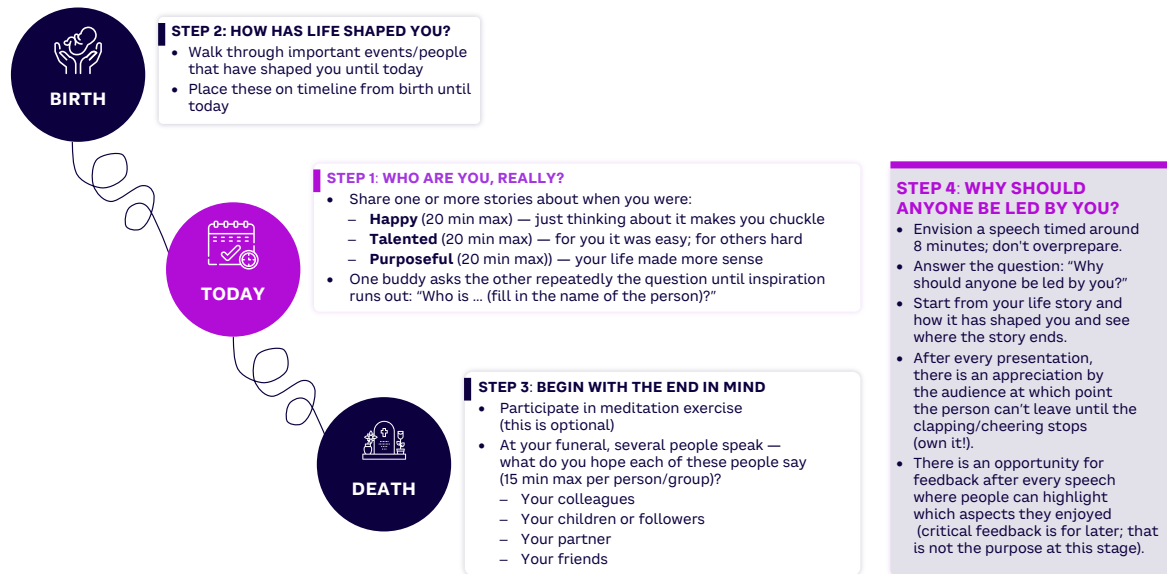 BIRTH
STEP 2: HOW HAS LIFE SHAPED YOU?
• Walk through important events/people
that have shaped you until today
• Place these on timeline from birth until
today
TODAY
STEP 1: WHO ARE YOU, REALLY?
• Share one or more stories about when you were:
– Happy (20 min max) — just thinking about it makes you chuckle
– Talented (20 min max) — for you it was easy; for others hard
– Purposeful (20 min max)) — your life made more sense
• One buddy asks the other repeatedly the question until inspiration
runs out: “Who is ... (fill in the name of the person)?”
DEATH
STEP 3: BEGIN WITH THE END IN MIND
• Participate in meditation exercise
(this is optional)
• At your funeral, several people speak —
what do you hope each of these people say
(15 min max per person/group)?
– Your colleagues
– Your children or followers
– Your partner
– Your friends
STEP 4: WHY SHOULD
ANYONE BE LED BY YOU?
• Envision a speech timed around
8 minutes; don't overprepare.
• Answer the question: “Why
should anyone be led by you?”
• Start from your life story and
how it has shaped you and see
where the story ends.
• After every presentation,
there is an appreciation by
the audience at which point
the person can’t leave until the
clapping/cheering stops
(own it!).
• There is an opportunity for
feedback after every speech
where people can highlight
which aspects they enjoyed
(critical feedback is for later; that
is not the purpose at this stage).